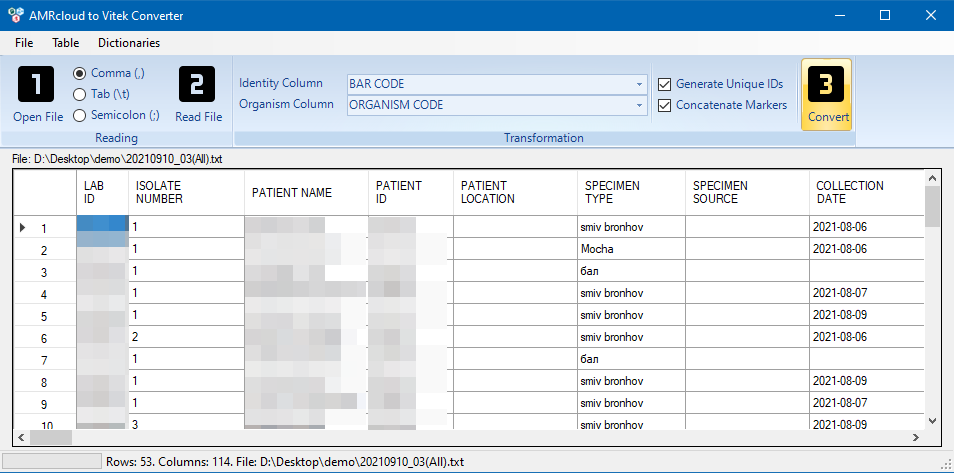 AMRcloud to Vitek Converter
File Table Dictionaries
1 Open File
Comma (,)
Tab (\t)
Semicolon (;)
2 Read File
Reading
Identity Column BAR CODE
Organism Column ORGANISM CODE
Generate Unique IDs
Concatenate Markers
3 Convert
Transformation
File: D:\Desktop\demo\20210910_03(All).txt
LAB ID ISOLATE NUMBER PATIENT NAME PATIENT ID PATIENT LOCATION SPECIMEN TYPE SPECIMEN SOURCE COLLECTION DATE
1 1 smiv bronhov 2021-08-06
2 1 Mocha 2021-08-06
3 1 бал
4 1 smiv bronhov 2021-08-07
5 1 smiv bronhov 2021-08-09
6 2 smiv bronhov 2021-08-06
7 1 бал
8 1 smiv bronhov 2021-08-09
9 1 smiv bronhov 2021-08-07
10 3 smiv bronhov 2021-08-09
Rows: 53. Columns: 114. File: D:\Desktop\demo\20210910_03(All).txt